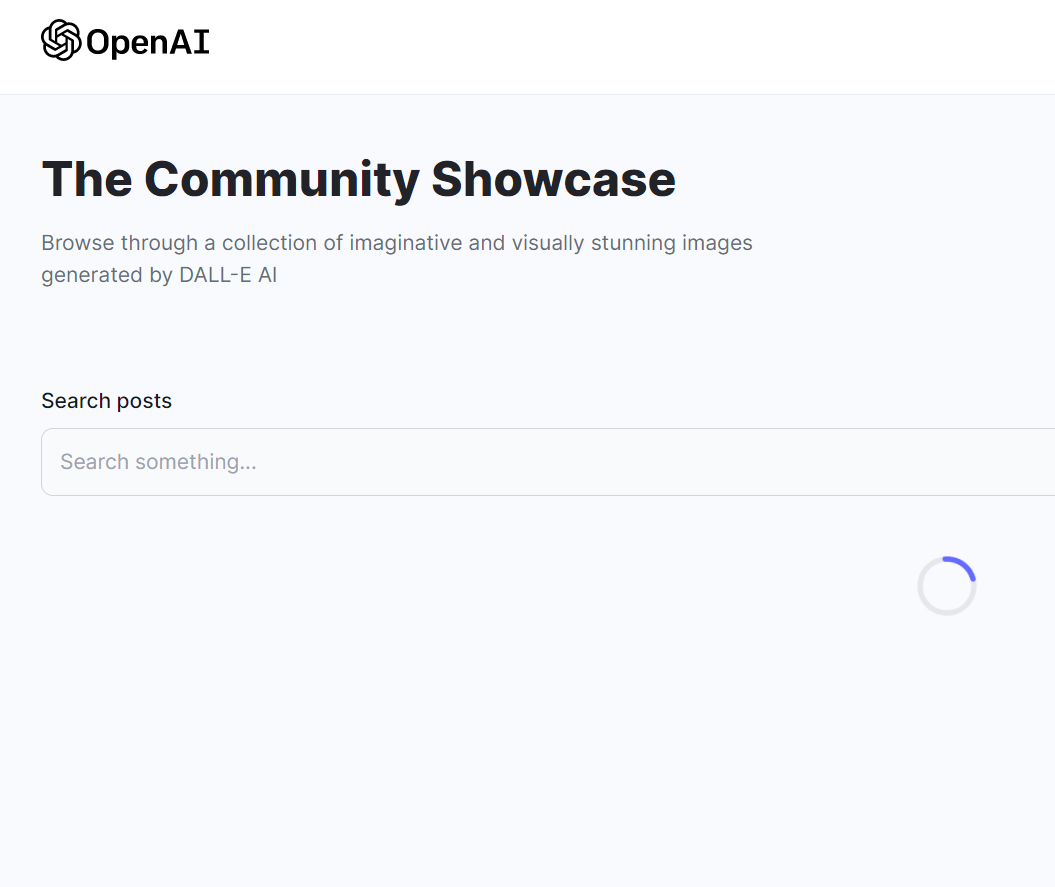 OpenAI
The Community Showcase
Browse through a collection of imaginative and visually stunning images
generated by DALL-E AI
Search posts
Search something...